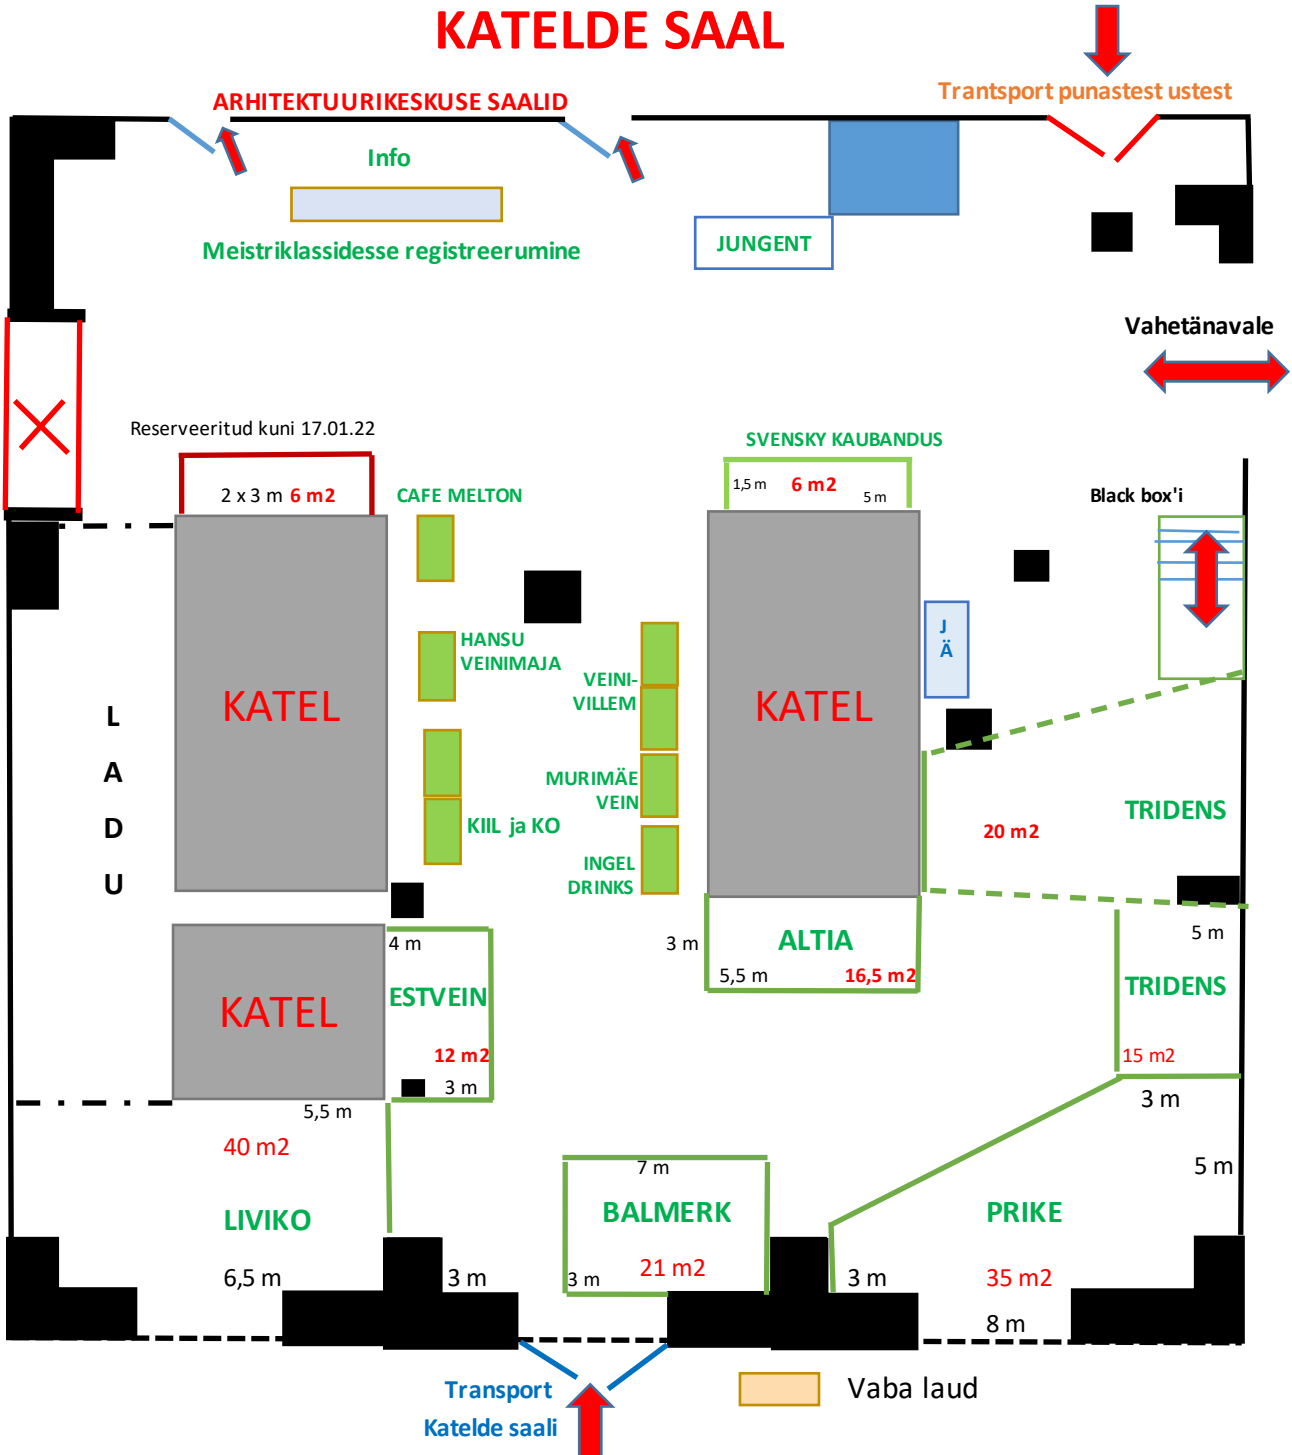 KATELDE SAAL
Trantsport punastest ustest
ARHITEKTUURIKESKUSE SAALID
Info
Meistriklassidesse registreerumine
JUNGENT
Vahetänavale
Reserveeritud kuni 17.01.22
2 x 3 m 6 m2
CAFE MELTON
SVENSKY KAUBANDUS
1,5 m 6 m2 5 m
Black box'i
HANSU
VEINIMAJA
VEINI-
VILLEM
J
Ä
KATEL
KATEL
L
A
D
U
MURIMÄE
VEIN
KIIL ja KO
INGEL
DRINKS
20 m2
TRIDENS
4 m
3 m
ALTIA
5,5 m 16,5 m2
5 m
TRIDENS
15 m2
3 m
KATEL
ESTVEIN
12 m2
3 m
5,5 m
40 m2
LIVIKO
6,5 m
3 m
7 m
BALMERK
21 m2
3 m
5 m
PRIKE
3 m
35 m2
8 m
Transport
Katelde saali
Vaba laud